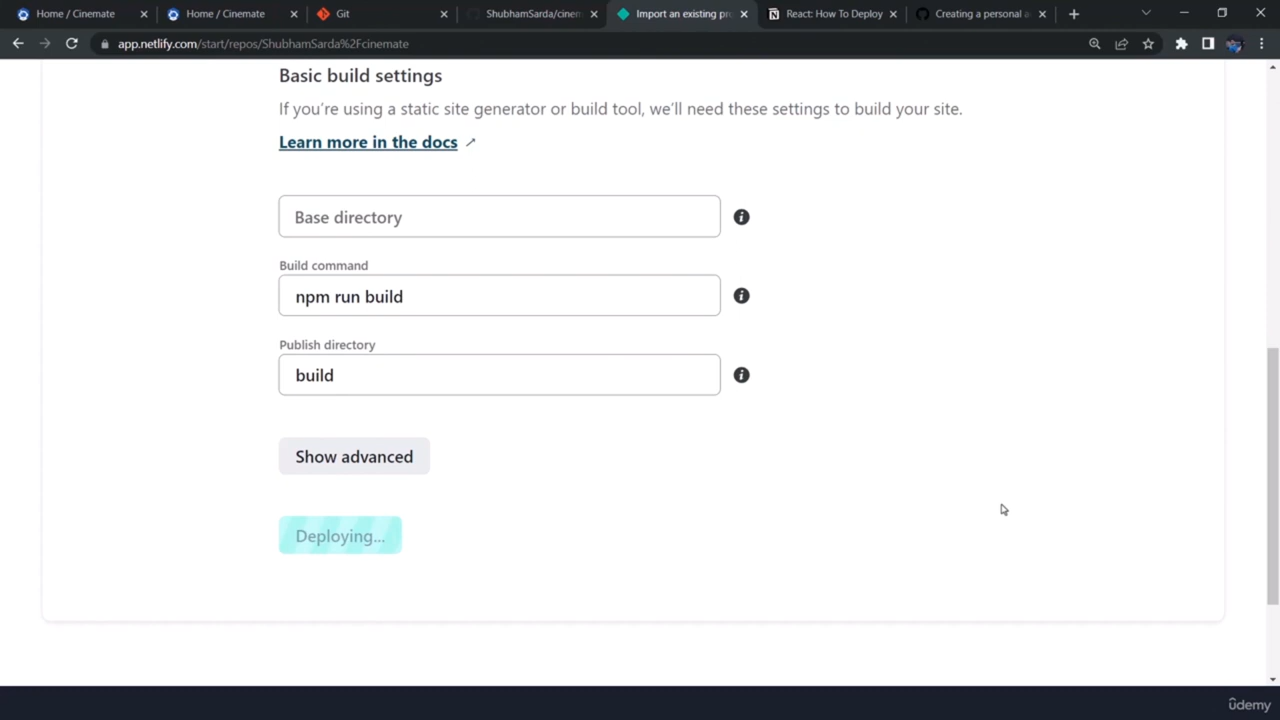 Home / Cinemate
Home / Cinemate
Git
ShubhamSarda/cinem
Import an existing pr
React: How To Deploy
Creating a personal a
app.netlify.com/start/repos/ShubhamSarda%2Fcinemate
Basic build settings
If you're using a static site generator or build tool, we'll need these settings to build your site.
Learn more in the docs
Base directory
Build command
npm run build
Publish directory
build
Show advanced
Deploying...
ûdemy